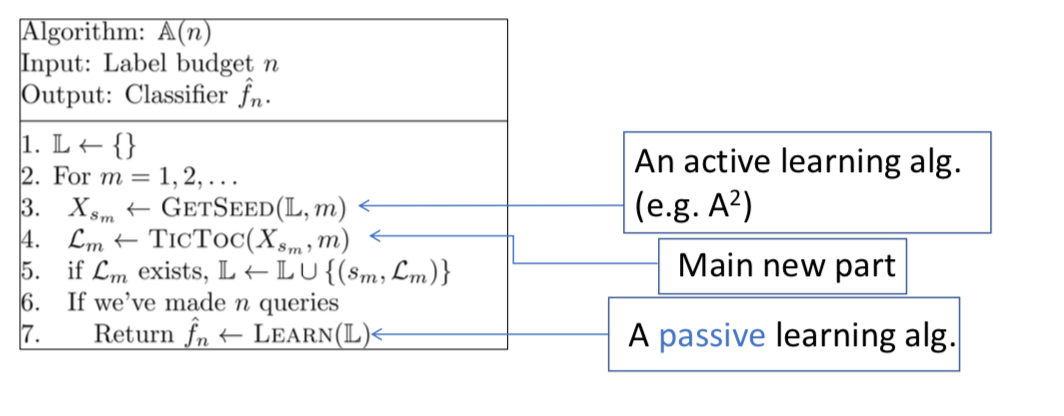 Algorithm: 𝔸(n)
Input: Label budget n
Output: Classifier f̂ₙ.
1. 𝕃 ← {}
2. For m = 1, 2, . . .
3. X_{s_m} ← GETSEED(𝕃, m)
4. ℒ_m ← TICTOC(X_{s_m}, m)
5. if ℒ_m exists, 𝕃 ← 𝕃 ∪ {(s_m, ℒ_m)}
6. If we've made n queries
7. Return f̂ₙ ← LEARN(𝕃)
An active learning alg.
(e.g. A²)
Main new part
A passive learning alg.